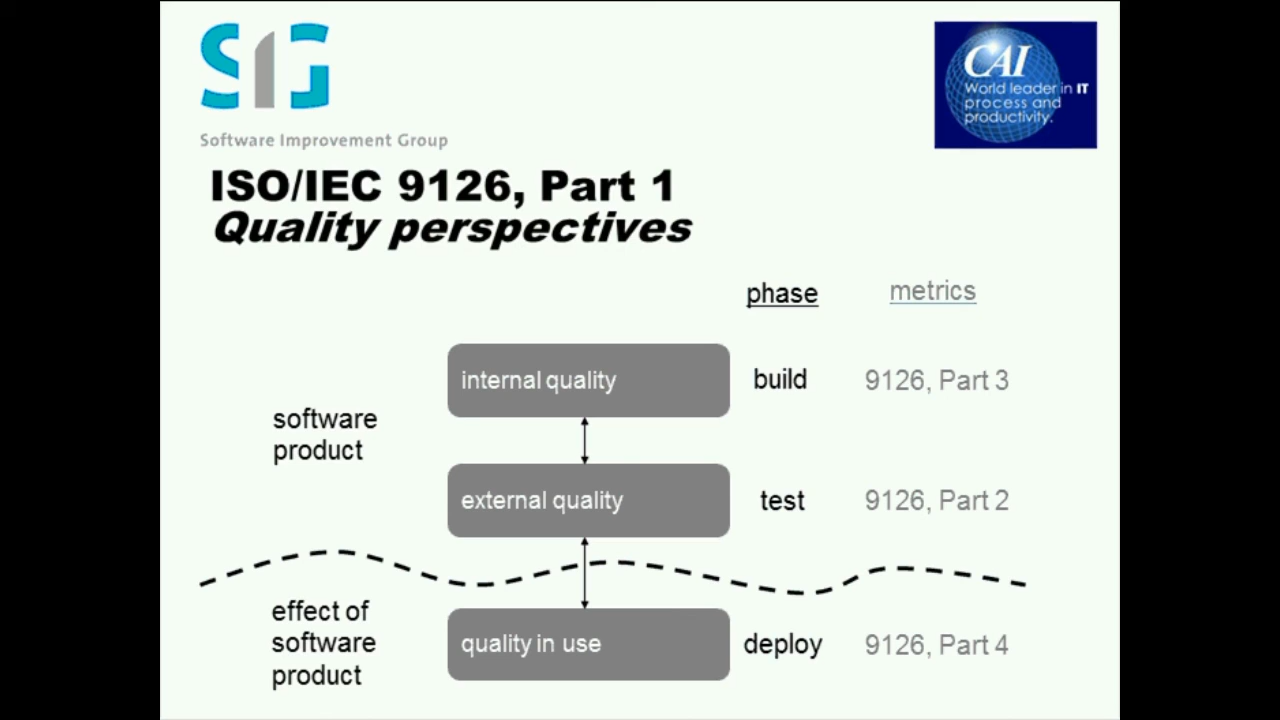 SIG
Software Improvement Group
CAI
World leader in IT
process and
productivity.
ISO/IEC 9126, Part 1
Quality perspectives
phase
metrics
internal quality
build
9126, Part 3
software
product
external quality
test
9126, Part 2
effect of
software
product
quality in use
deploy
9126, Part 4